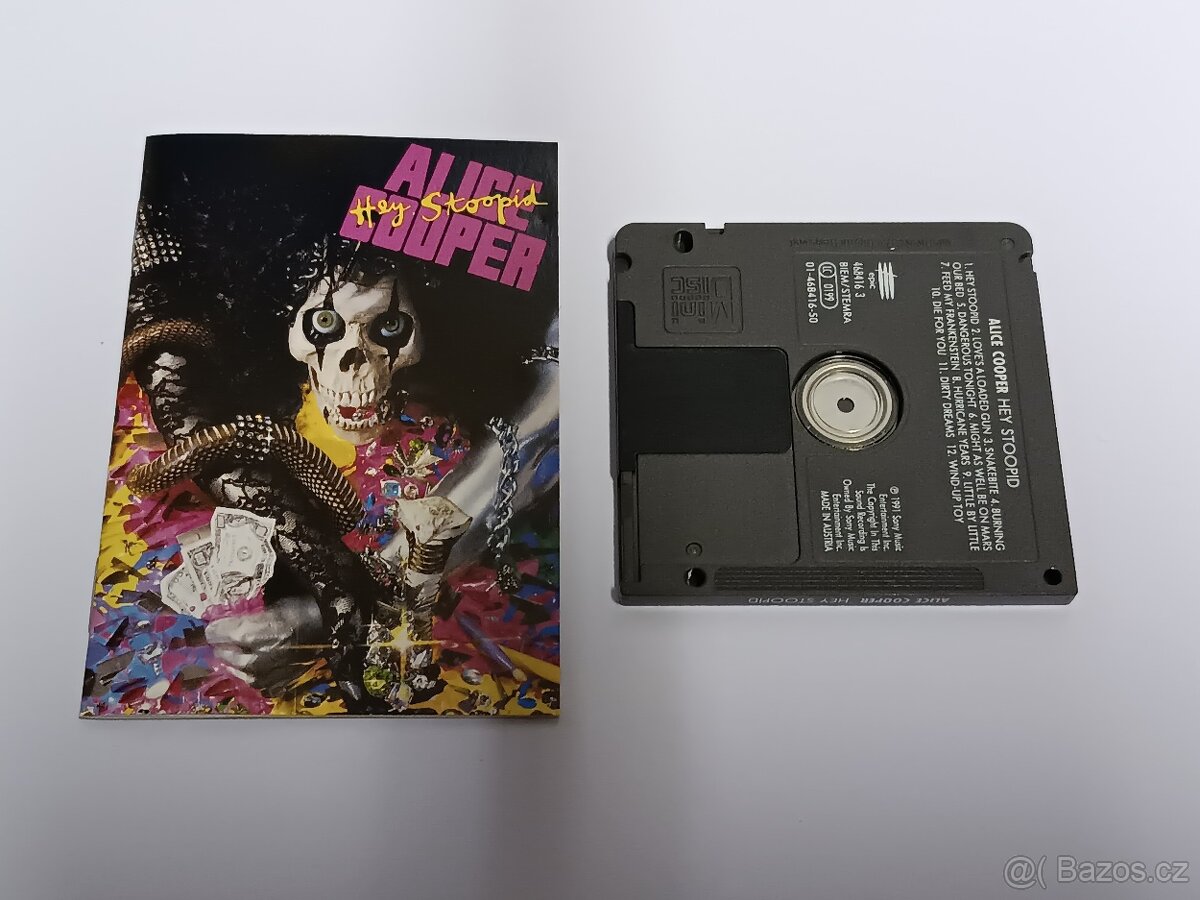 ALICE
COOPER
Hey Stoopid
ALICE COOPER HEY STOOPID
1. HEY STOOPID 2. LOVE'S A LOADED GUN 3. SNAKEBITE 4. BURNING
OUR BED 5. DANGEROUS TONIGHT 6. MIGHT AS WELL BE ON MARS
7. FEED MY FRANKENSTEIN 8. HURRICANE YEARS 9. LITTLE BY LITTLE
10. DIE FOR YOU 11. DIRTY DREAMS 12. WIND-UP TOY
epic
468416 3
LC 0199
BIEM/STEMRA
01-468416-50
℗ 1991 Sony Music
Entertainment Inc.
The Copyright In This
Sound Recording Is
Owned By Sony Music
Entertainment Inc.
MADE IN AUSTRIA
Mini
Disc
ALICE COOPER HEY STOOPID
@( Bazos.cz